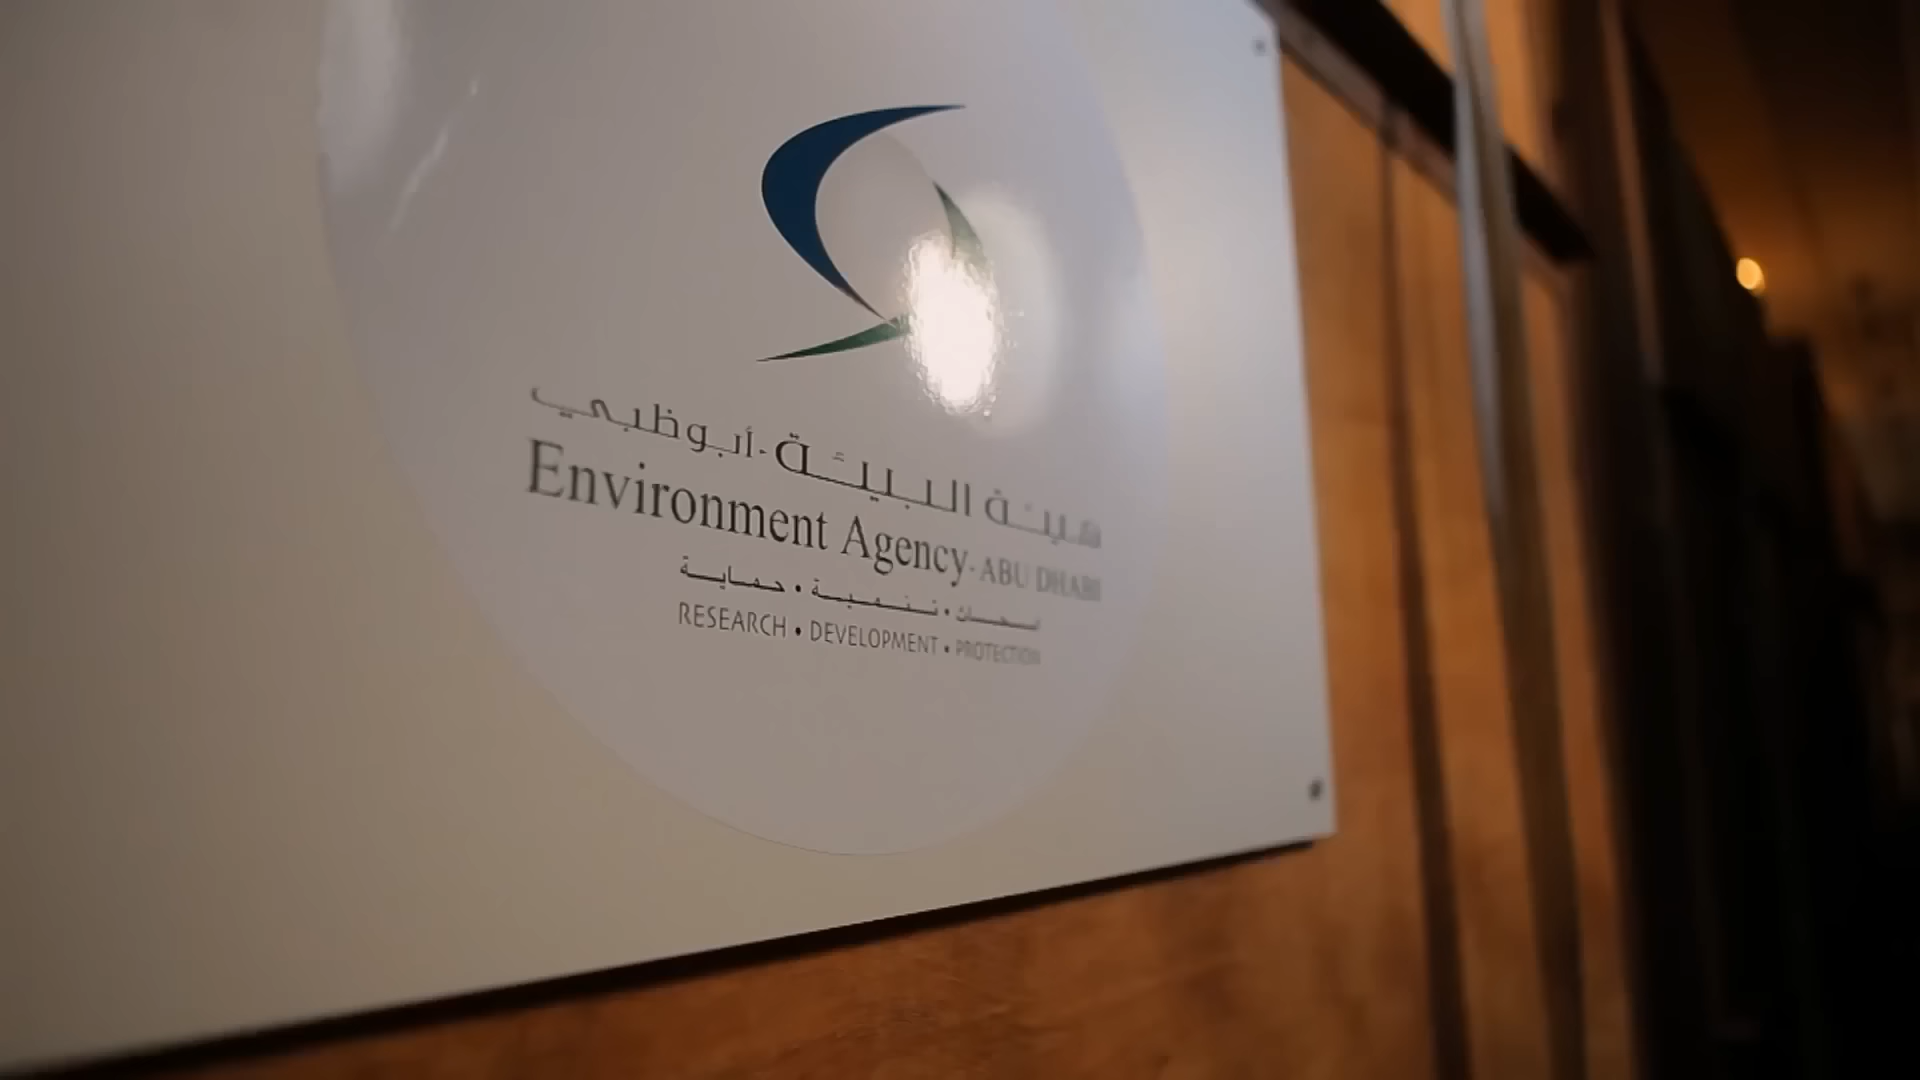 هيئة البيئة - أبوظبي
Environment Agency - ABU DHABI
أبحاث • تنمية • حماية
RESEARCH • DEVELOPMENT • PROTECTION